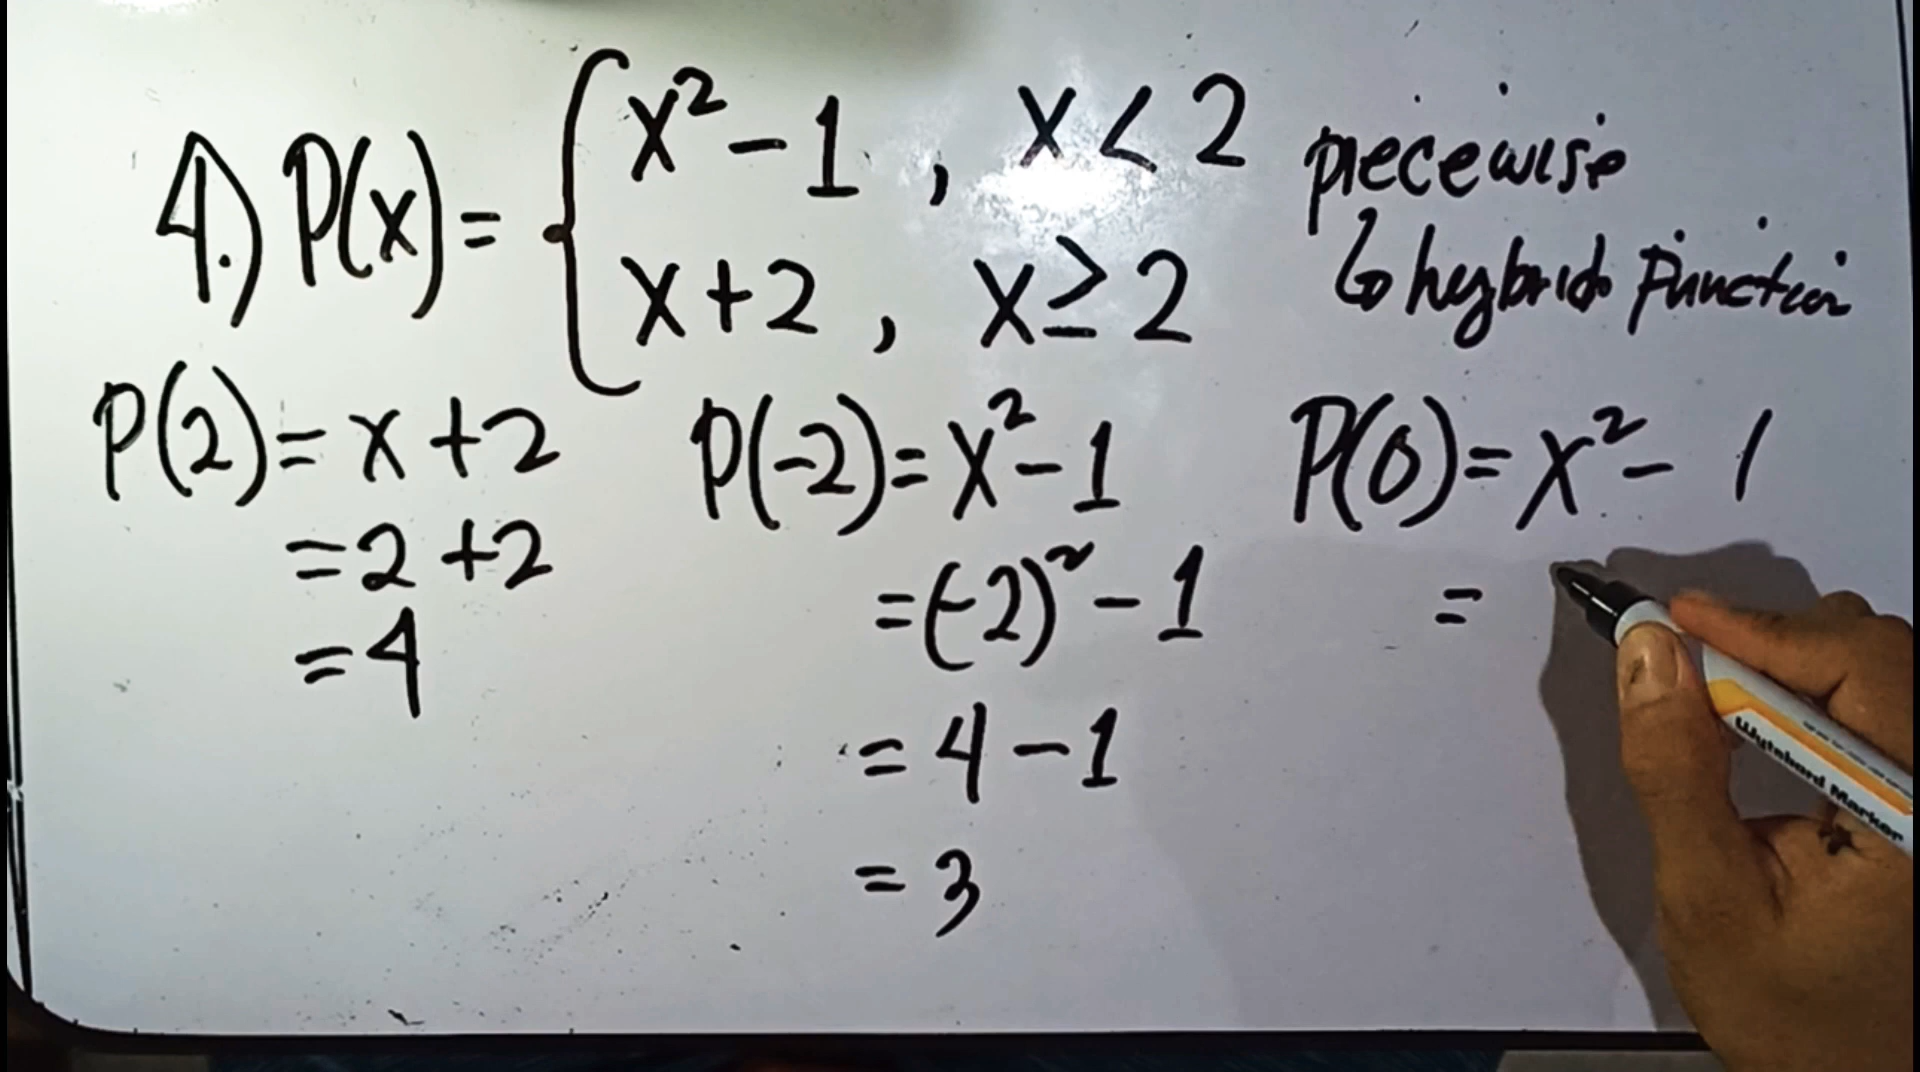 4.) P(x) = { x² - 1 , x < 2
x + 2 , x ≥ 2
piecewise
↳ hybrid function
P(2) = x + 2
= 2 + 2
= 4
P(-2) = x² - 1
= (-2)² - 1
= 4 - 1
= 3
P(0) = x² - 1
=
Whytebord Marker